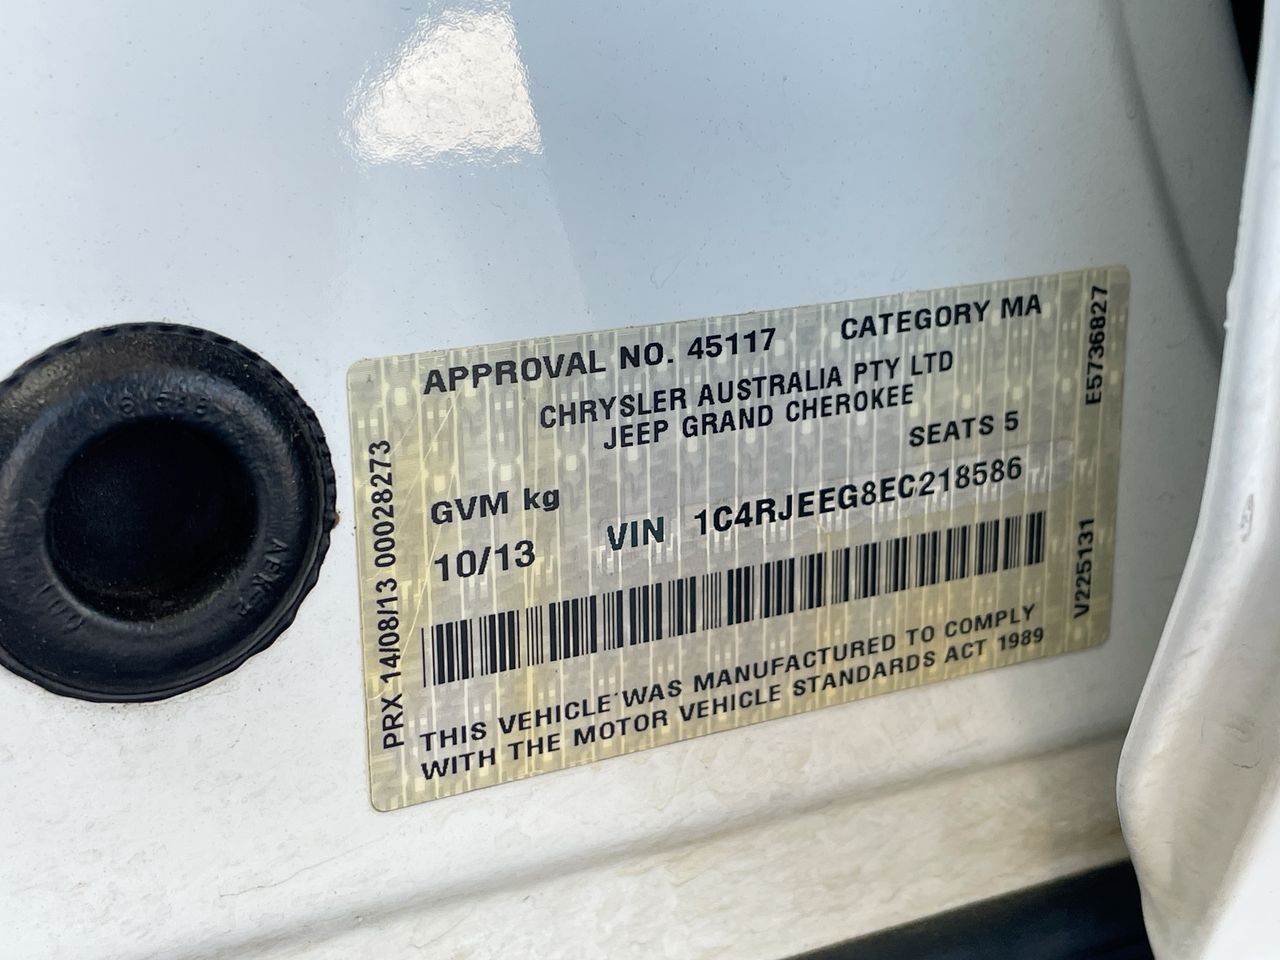 APPROVAL NO. 45117 CATEGORY MA
CHRYSLER AUSTRALIA PTY LTD
JEEP GRAND CHEROKEE
SEATS 5
GVM kg
10/13 VIN 1C4RJEEG8EC218586
THIS VEHICLE WAS MANUFACTURED TO COMPLY
WITH THE MOTOR VEHICLE STANDARDS ACT 1989
PRX 14/08/13 00028273
E5736827
V225131